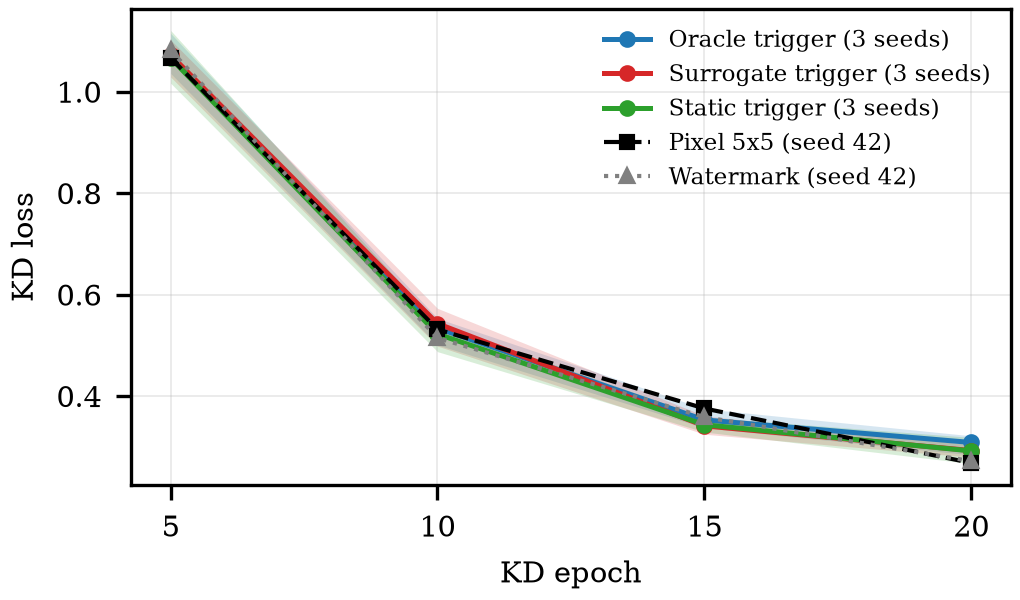 Oracle trigger (3 seeds)
Surrogate trigger (3 seeds)
Static trigger (3 seeds)
Pixel 5x5 (seed 42)
Watermark (seed 42)
1.0
0.8
0.6
0.4
KD loss
5
10
15
20
KD epoch